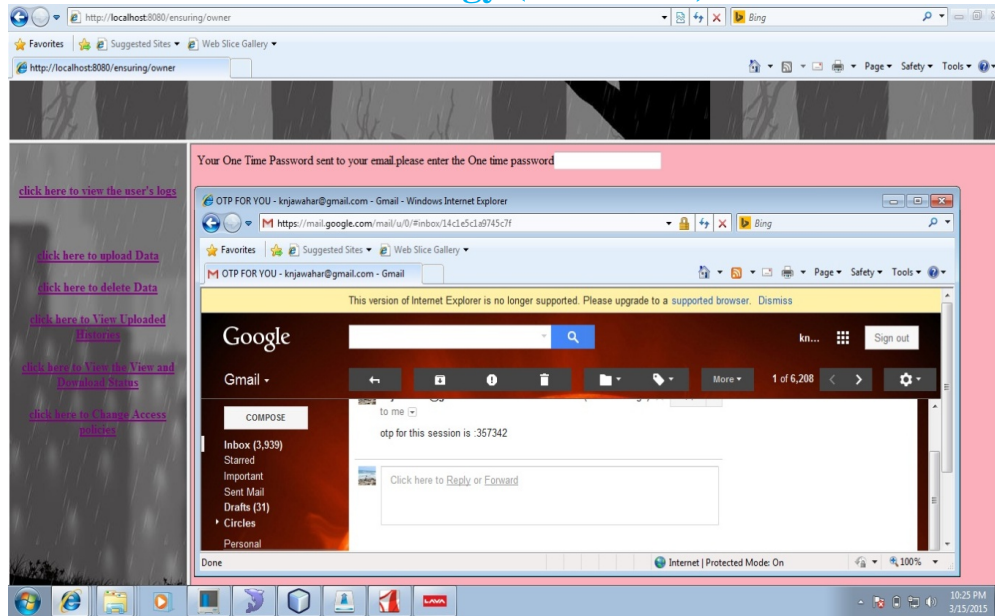 http://localhost:8080/ensuring/owner
Bing
Favorites
Suggested Sites
Web Slice Gallery
http://localhost:8080/ensuring/owner
Page
Safety
Tools
Your One Time Password sent to your email.please enter the One time password
click here to view the user's logs
click here to upload Data
click here to delete Data
click here to View Uploaded
Histories
click here to View the View and
Download Status
click here to Change Access
policies
OTP FOR YOU - knjawahar@gmail.com - Gmail - Windows Internet Explorer
https://mail.google.com/mail/u/0/#inbox/14c1e5c1a9745c7f
Bing
Favorites
Suggested Sites
Web Slice Gallery
OTP FOR YOU - knjawahar@gmail.com - Gmail
Page
Safety
Tools
This version of Internet Explorer is no longer supported. Please upgrade to a supported browser. Dismiss
Google
kn...
Sign out
Gmail
More
1 of 6,208
COMPOSE
to me
otp for this session is :357342
Inbox (3,939)
Starred
Important
Sent Mail
Drafts (31)
Circles
Personal
Click here to Reply or Forward
Done
Internet | Protected Mode: On
100%
LAVA
10:25 PM
3/15/2015